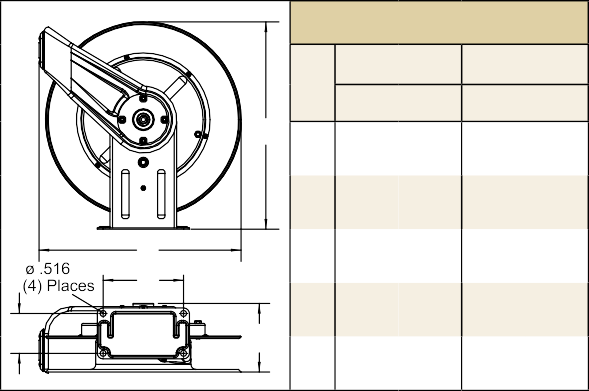 ø .516
(4) Places